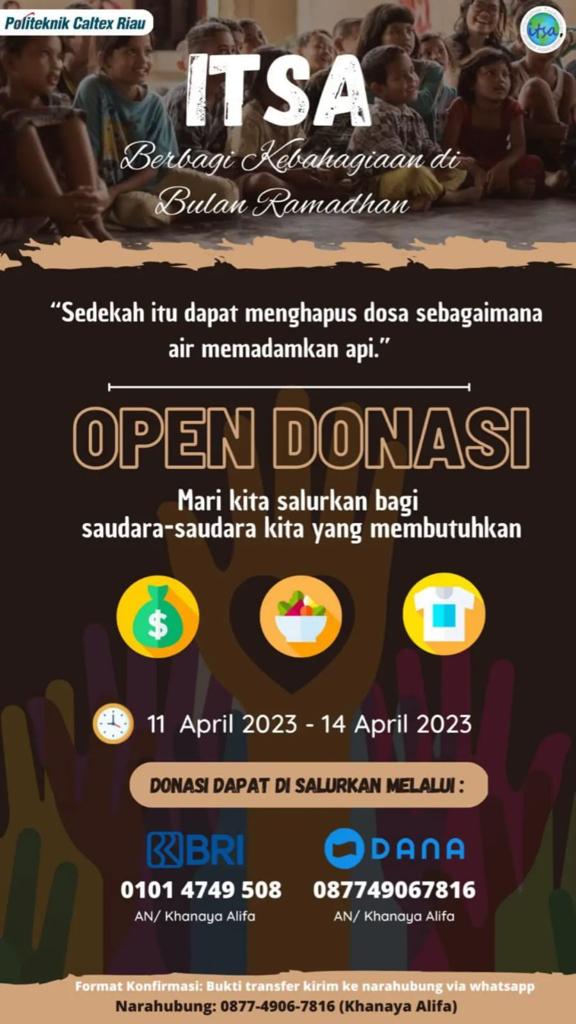 Politeknik Caltex Riau
itsa
ITSA
Berbagi Kebahagiaan di
Bulan Ramadhan
“Sedekah itu dapat menghapus dosa sebagaimana
air memadamkan api.”
OPEN DONASI
Mari kita salurkan bagi
saudara-saudara kita yang membutuhkan
$
11 April 2023 - 14 April 2023
DONASI DAPAT DI SALURKAN MELALUI :
BRI
DANA
0101 4749 508
087749067816
AN/ Khanaya Alifa
AN/ Khanaya Alifa
Format Konfirmasi: Bukti transfer kirim ke narahubung via whatsapp
Narahubung: 0877-4906-7816 (Khanaya Alifa)